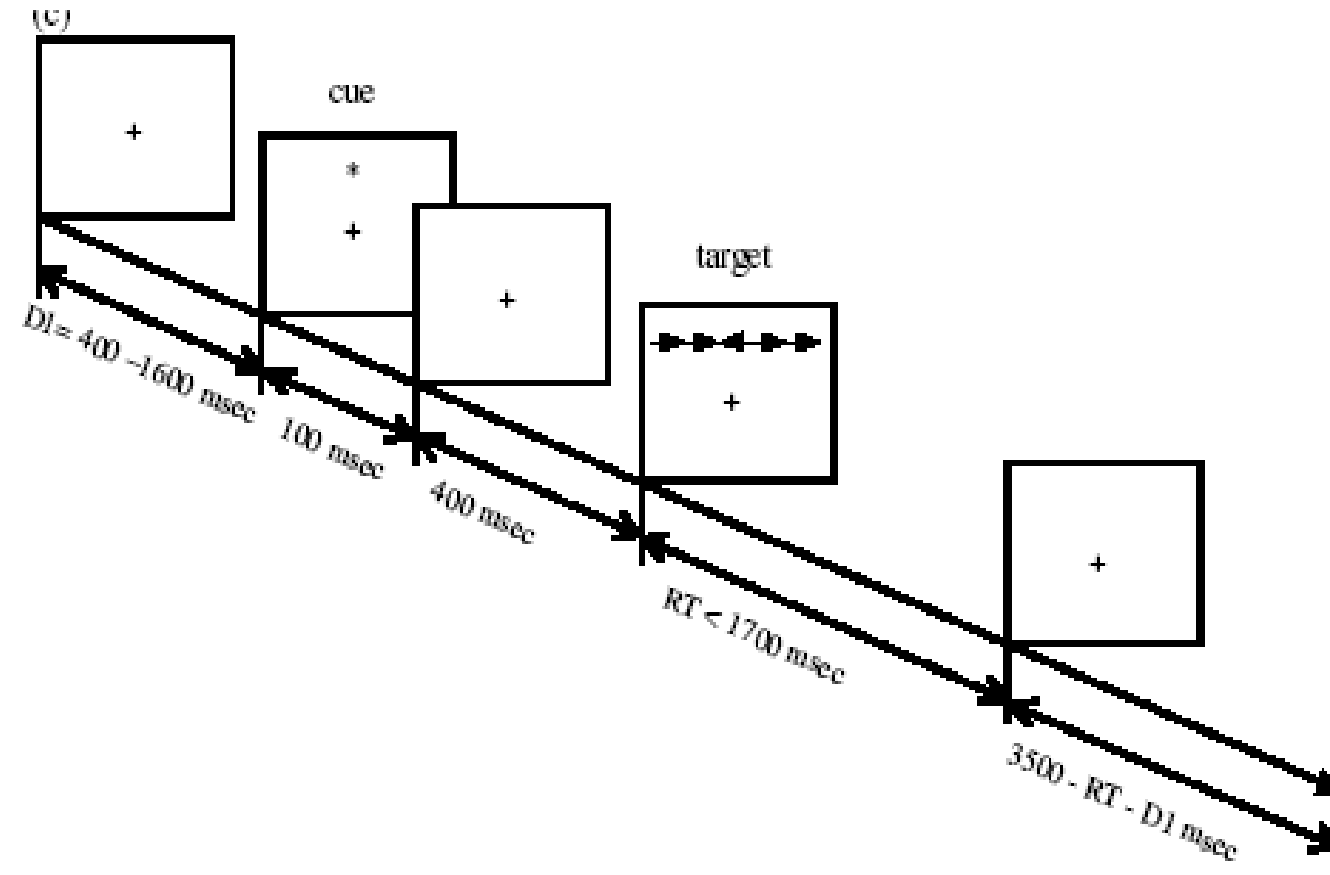 (c)
cue
target
D1= 400 ~1600 msec
100 msec
400 msec
RT < 1700 msec
3500 - RT - D1 msec